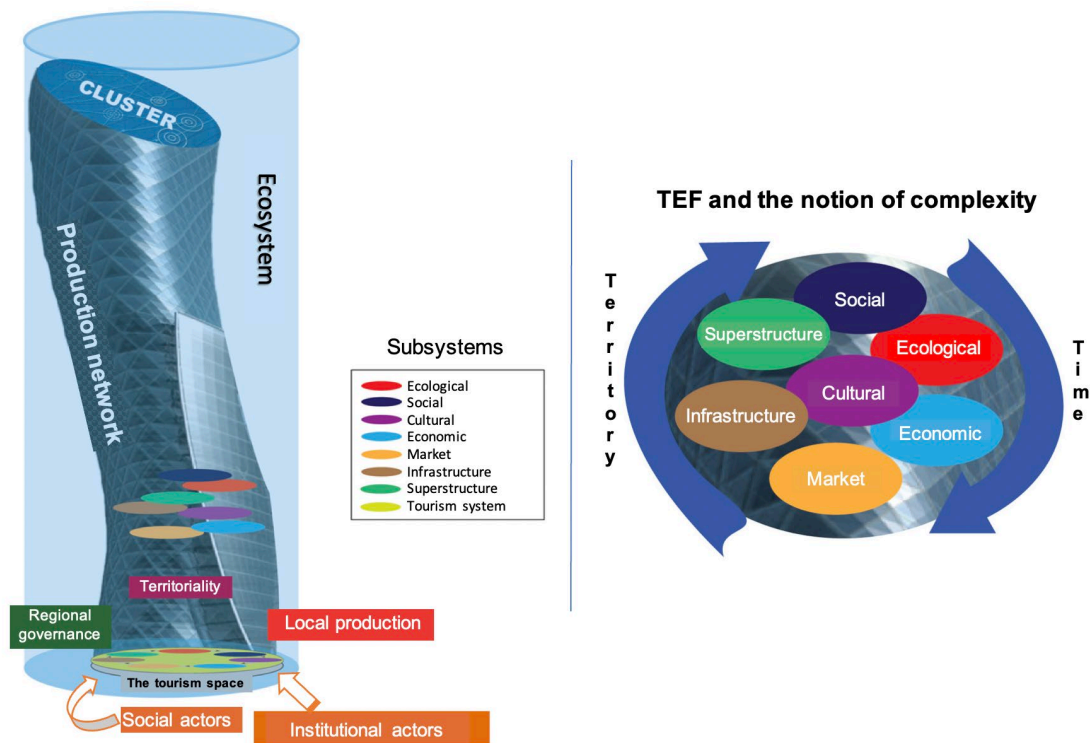 CLUSTER
Ecosystem
Production network
Subsystems
Ecological
Social
Cultural
Economic
Market
Infrastructure
Superstructure
Tourism system
Territoriality
Regional
governance
Local production
The tourism space
Social actors
Institutional actors
TEF and the notion of complexity
Territory
Time
Social
Superstructure
Ecological
Cultural
Infrastructure
Economic
Market